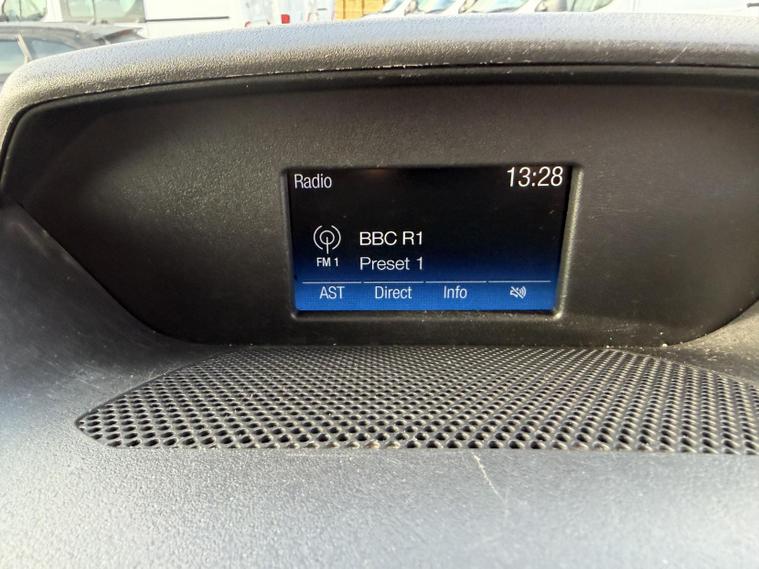 Radio 13:28
BBC R1
FM 1 Preset 1
AST Direct Info